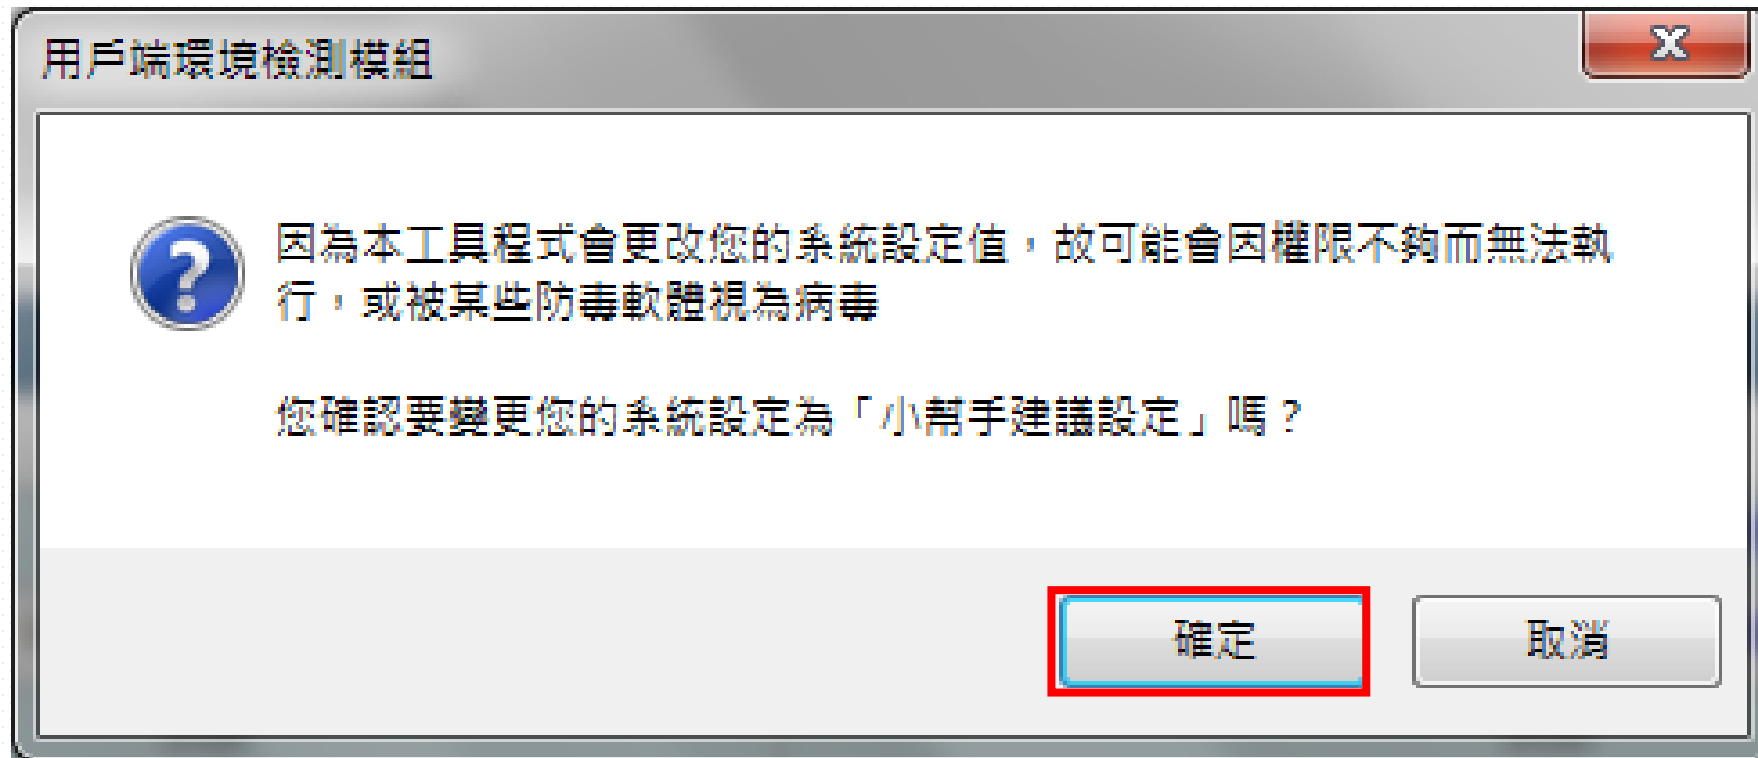 用戶端環境檢測模組
因為本工具程式會更改您的系統設定值，故可能會因權限不夠而無法執
行，或被某些防毒軟體視為病毒
您確認要變更您的系統設定為「小幫手建議設定」嗎？
確定
取消